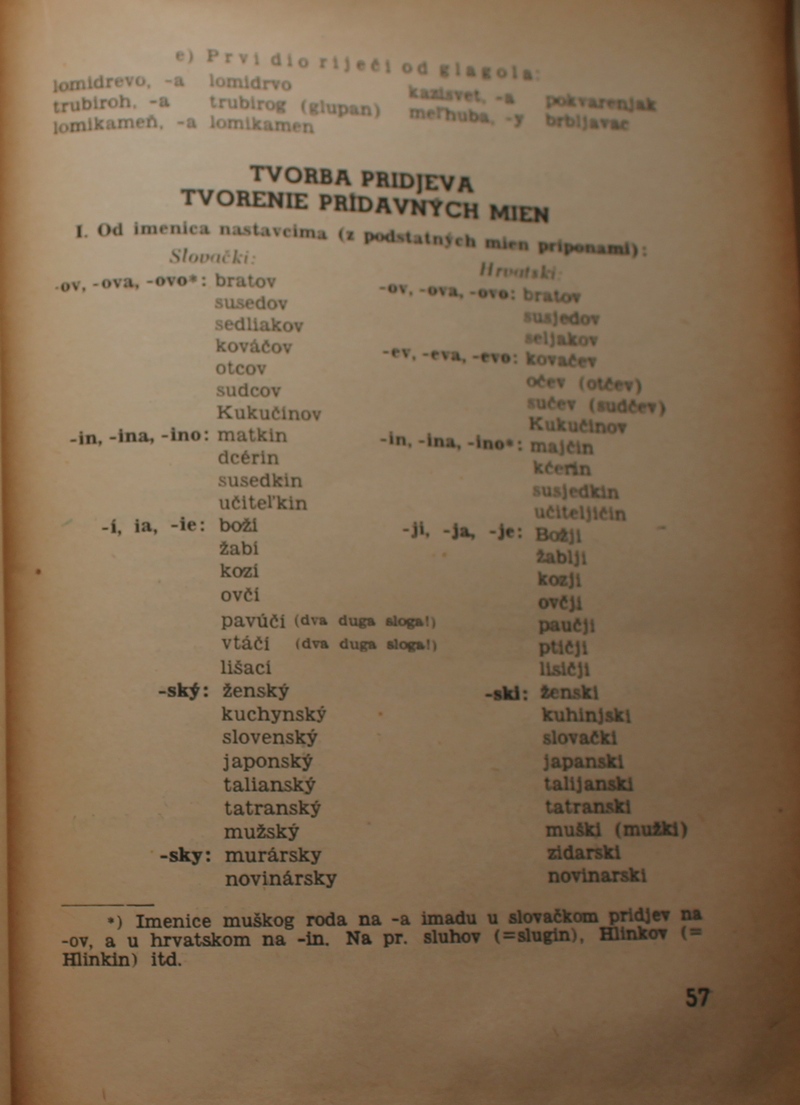 e) Prvi dio riječi od glagola:
lomidrevo, -a lomidrvo kazisvet, -a pokvarenjak
trubiroh, -a trubirog (glupan) meľhuba, -y brbljavac
lomikameň, -a lomikamen
TVORBA PRIDJEVA
TVORENIE PRÍDAVNÝCH MIEN
I. Od imenica nastavcima (z podstatných mien príponami):
Slovački: Hrvatski:
-ov, -ova, -ovo*: bratov -ov, -ova, -ovo: bratov
susedov susjedov
sedliakov seljakov
kováčov -ev, -eva, -evo: kovačev
otcov očev (otčev)
sudcov sučev (sudčev)
Kukučinov Kukučinov
-in, -ina, -ino: matkin -in, -ina, -ino*: majčin
dcérin kćerin
susedkin susjedkin
učiteľkin učiteljičin
-í, ia, -ie: boží -ji, -ja, -je: Božji
žabí žablji
kozí kozji
ovčí ovčji
pavúčí (dva duga sloga!) paučji
vtáčí (dva duga sloga!) ptičji
lišací lisičji
-ský: ženský -ski: ženski
kuchynský kuhinjski
slovenský slovački
japonský japanski
talianský talijanski
tatranský tatranski
mužský muški (mužki)
-sky: murársky zidarski
novinársky novinarski
*) Imenice muškog roda na -a imadu u slovačkom pridjev na
-ov, a u hrvatskom na -in. Na pr. sluhov (=slugin), Hlinkov (=
Hlinkin) itd.
57